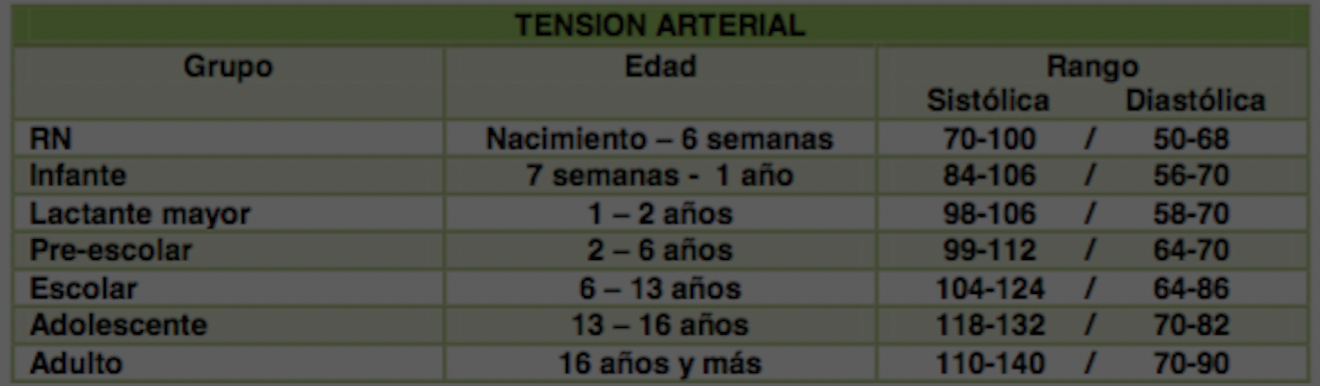 TENSION ARTERIAL
Grupo Edad Rango
Sistólica Diastólica
RN Nacimiento – 6 semanas 70-100 / 50-68
Infante 7 semanas - 1 año 84-106 / 56-70
Lactante mayor 1 – 2 años 98-106 / 58-70
Pre-escolar 2 – 6 años 99-112 / 64-70
Escolar 6 – 13 años 104-124 / 64-86
Adolescente 13 – 16 años 118-132 / 70-82
Adulto 16 años y más 110-140 / 70-90